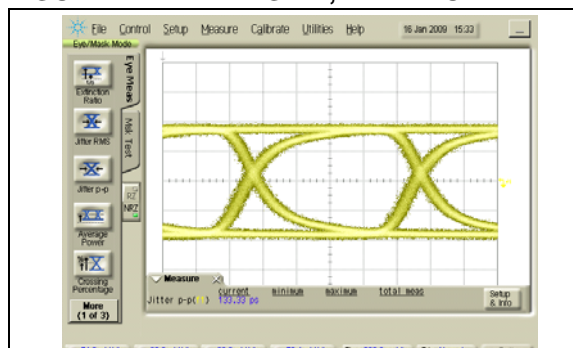 File Control Setup Measure Calibrate Utilities Help 16 Jan 2009 15:33
Eye/Mask Mode
Extinction
Ratio
Jitter RMS
Jitter p-p
Average
Power
Crossing
Percentage
More
(1 of 3)
Eye Meas
Msk Test
RZ
NRZ
Measure
current minimum maximum total meas
Jitter p-p( ) 133.33 ps
Setup
& Info